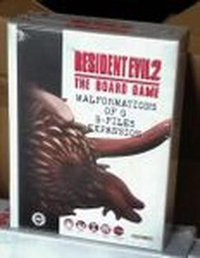 RESIDENT EVIL 2
THE BOARD GAME
MALFORMATIONS
OF G
B-FILES
EXPANSION